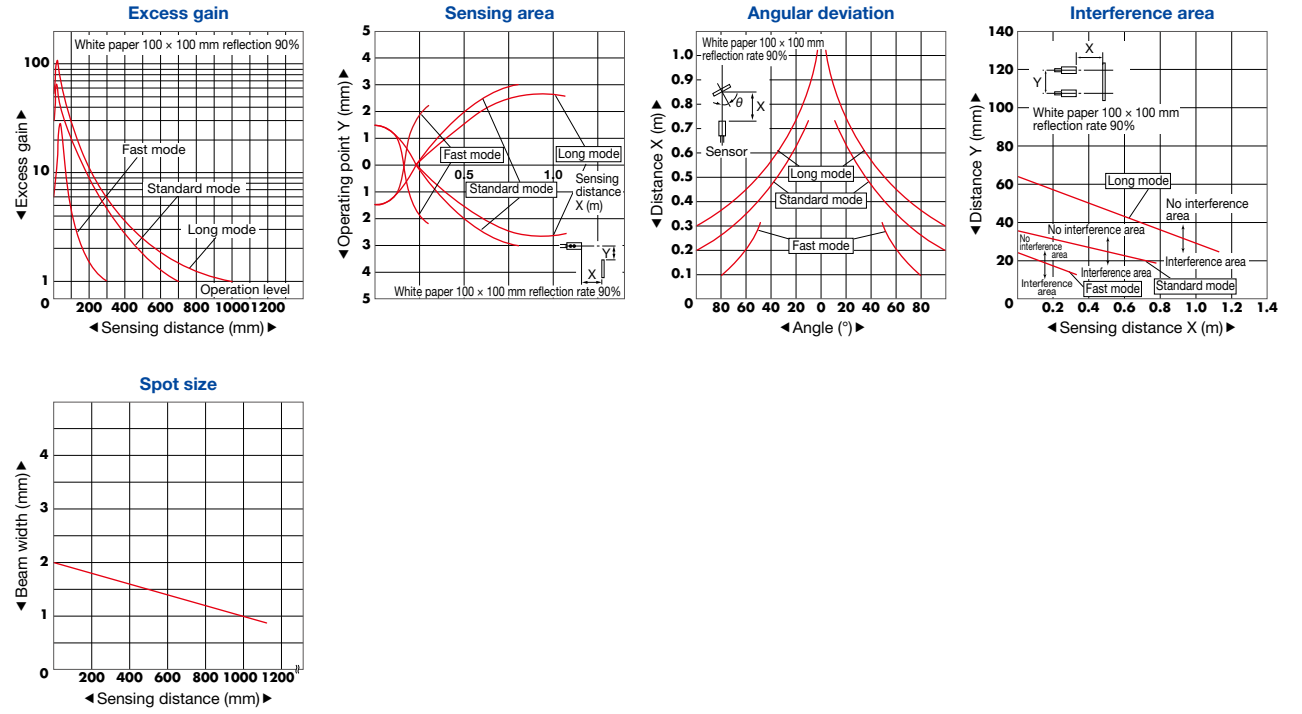 Excess gain
White paper 100 × 100 mm reflection 90%
100
10
1
0
◀Excess gain▶
Fast mode
Standard mode
Long mode
Operation level
200 400 600 800 1000 1200
◀Sensing distance (mm)▶
Sensing area
5
4
3
2
1
0
1
2
3
4
5
◀Operating point Y (mm)▶
Fast mode
Long mode
0.5
1.0
Standard mode
Sensing
distance
X (m)
Y
X
White paper 100 × 100 mm reflection rate 90%
Angular deviation
White paper 100 × 100 mm
reflection rate 90%
1.0
0.9
0.8
0.7
0.6
0.5
0.4
0.3
0.2
0.1
0
◀Distance X (m)▶
θ
X
Sensor
Long mode
Standard mode
Fast mode
80 60 40 20 0 20 40 60 80
◀Angle (°)▶
Interference area
140
120
100
80
60
40
20
0
◀Distance Y (mm)▶
X
Y
White paper 100 × 100 mm
reflection rate 90%
Long mode
No interference
area
No interference area
No
interference
area
Interference area
Interference area
Interference
area
Fast mode
Standard mode
0.2 0.4 0.6 0.8 1.0 1.2 1.4
◀Sensing distance X (m)▶
Spot size
4
3
2
1
0
◀Beam width (mm)▶
200 400 600 800 1000 1200
◀Sensing distance (mm)▶